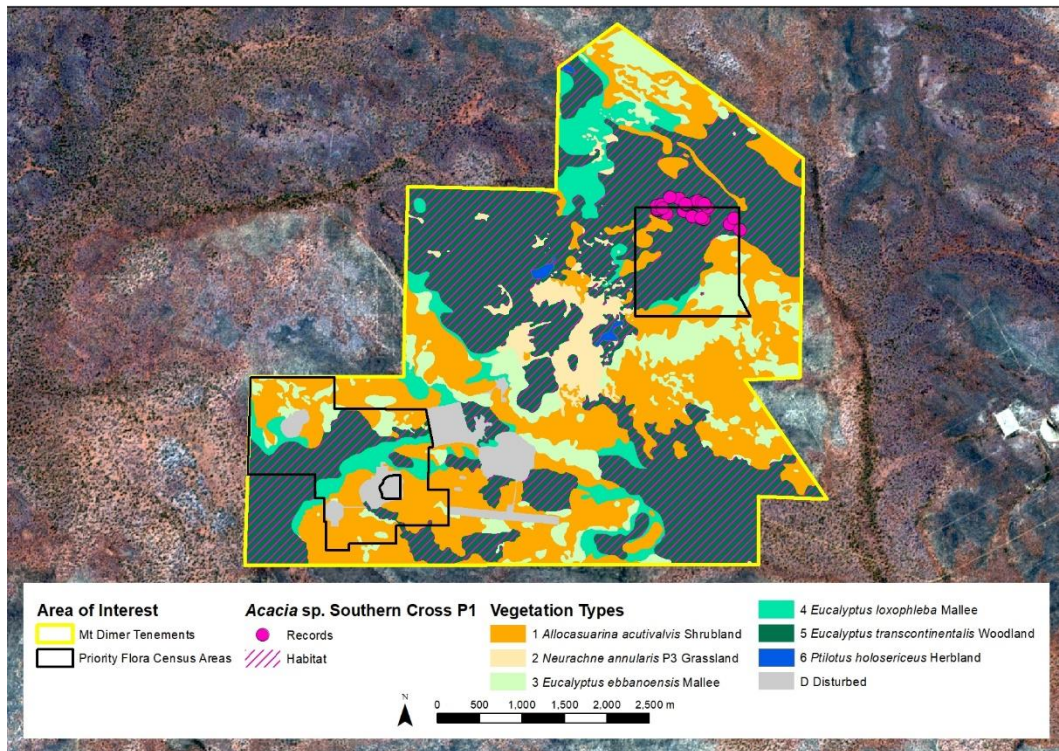 Area of Interest
Mt Dimer Tenements
Priority Flora Census Areas
Acacia sp. Southern Cross P1
Records
Habitat
Vegetation Types
1 Allocasuarina acutivalvis Shrubland
2 Neurachne annularis P3 Grassland
3 Eucalyptus ebbanoensis Mallee
4 Eucalyptus loxophleba Mallee
5 Eucalyptus transcontinentalis Woodland
6 Ptilotus holosericeus Herbland
D Disturbed
N
0 500 1,000 1,500 2,000 2,500 m